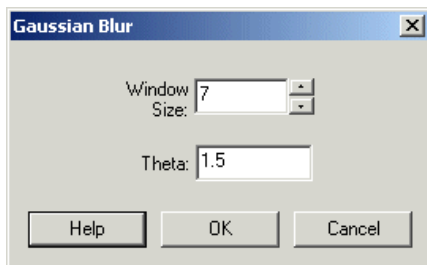 Gaussian Blur
Window
Size: 7
Theta: 1.5
Help OK Cancel